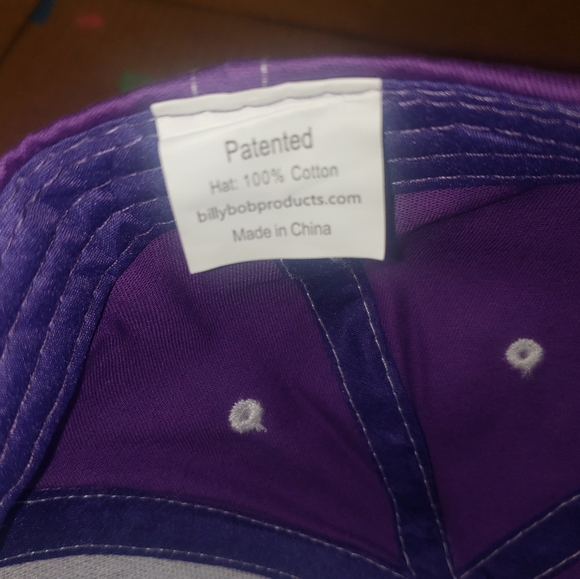 Patented
Hat: 100% Cotton
billybobproducts.com
Made in China